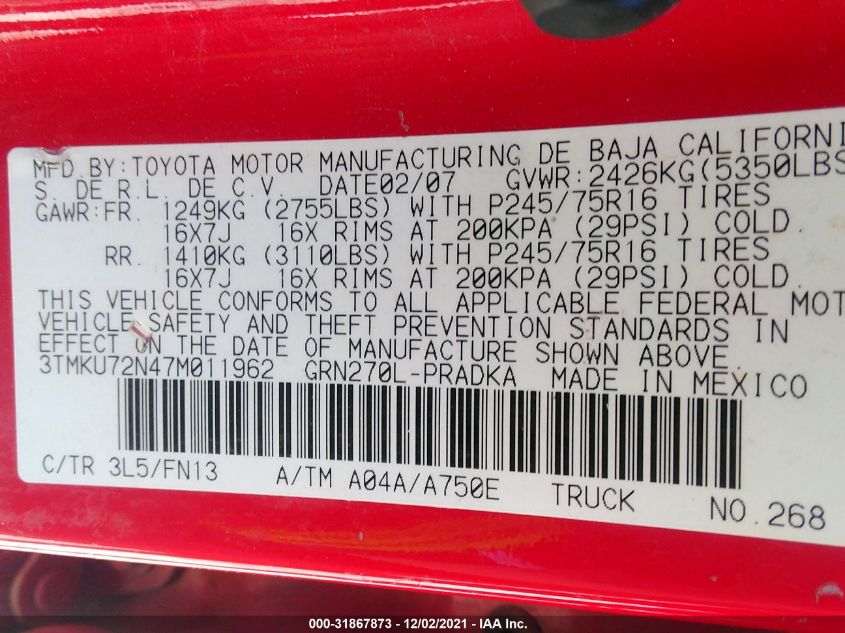 MFD.BY:TOYOTA MOTOR MANUFACTURING DE BAJA CALIFORNI
S. DE R.L. DE C.V. DATE02/07 GVWR:2426KG(5350LBS
GAWR:FR. 1249KG (2755LBS) WITH P245/75R16 TIRES
16X7J 16X RIMS AT 200KPA (29PSI) COLD.
RR. 1410KG (3110LBS) WITH P245/75R16 TIRES
16X7J 16X RIMS AT 200KPA (29PSI) COLD.
THIS VEHICLE CONFORMS TO ALL APPLICABLE FEDERAL MOT
VEHICLE SAFETY AND THEFT PREVENTION STANDARDS IN
EFFECT ON THE DATE OF MANUFACTURE SHOWN ABOVE.
3TMKU72N47M011962 GRN270L-PRADKA MADE IN MEXICO
C/TR 3L5/FN13 A/TM A04A/A750E TRUCK NO.268
000-31867873 - 12/02/2021 - IAA Inc.